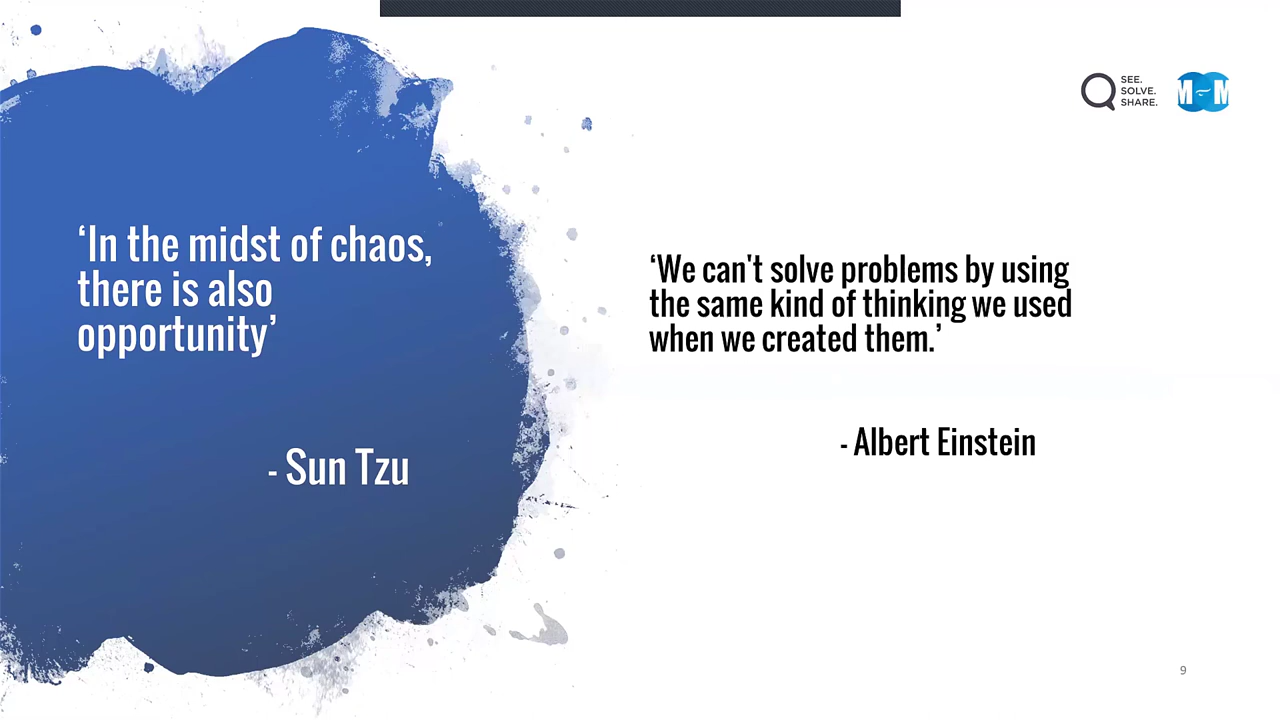 SEE.
SOLVE.
SHARE.
M M
‘In the midst of chaos,
there is also
opportunity’
- Sun Tzu
‘We can't solve problems by using
the same kind of thinking we used
when we created them.’
- Albert Einstein
9